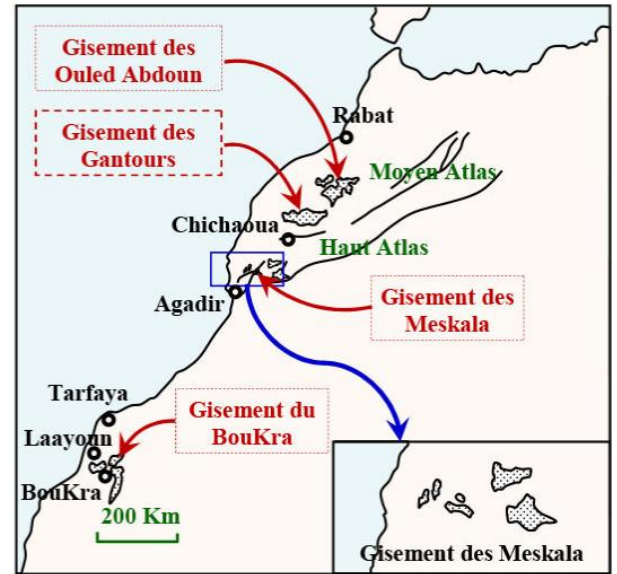 Gisement des
Ouled Abdoun
Rabat
Gisement des
Gantours
Moyen Atlas
Chichaoua
Haut Atlas
Agadir
Gisement des
Meskala
Tarfaya
Gisement du
BouKra
Laayoun
BouKra
200 Km
Gisement des Meskala